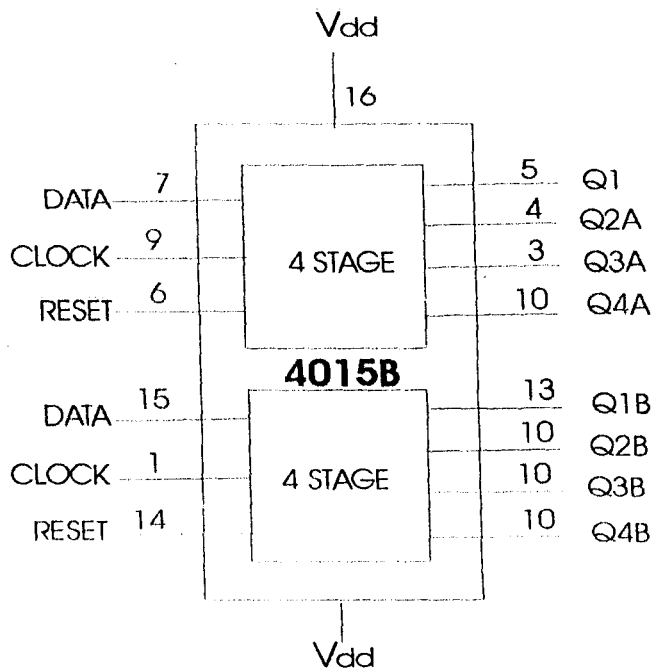 Vdd
16
DATA 7 5 Q1
4 Q2A
CLOCK 9 4 STAGE 3 Q3A
RESET 6 10 Q4A
4015B
DATA 15 13 Q1B
10 Q2B
CLOCK 1 4 STAGE 10 Q3B
RESET 14 10 Q4B
Vdd